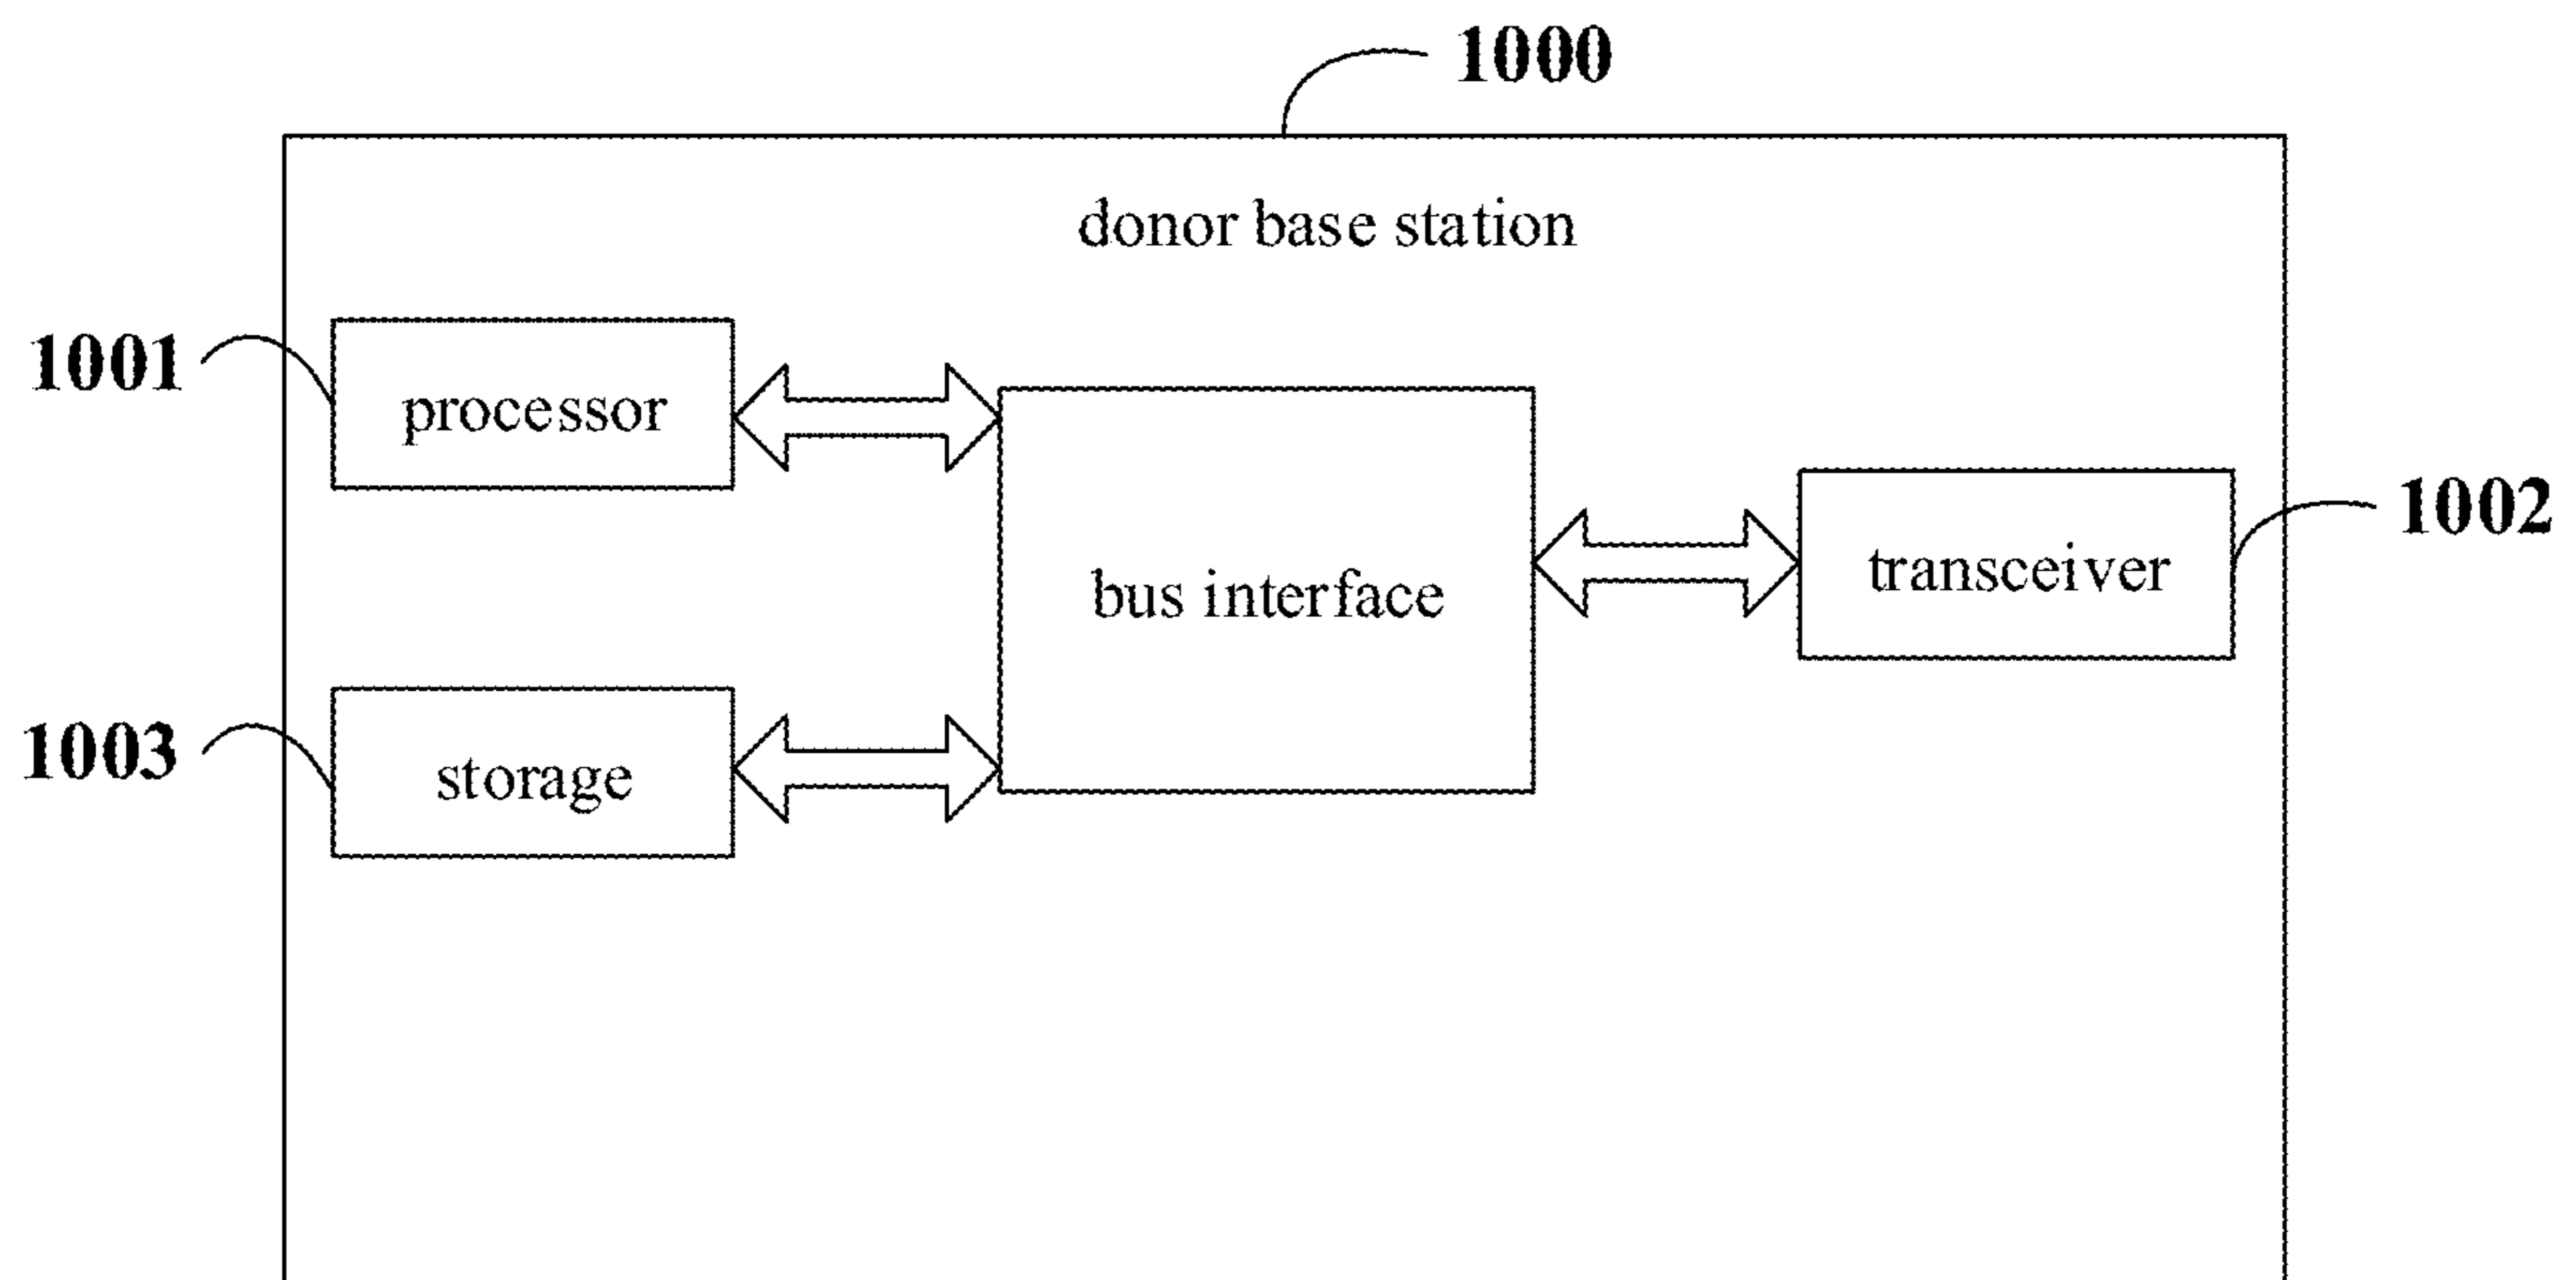 1000
donor base station
1001
processor
bus interface
transceiver
1002
1003
storage